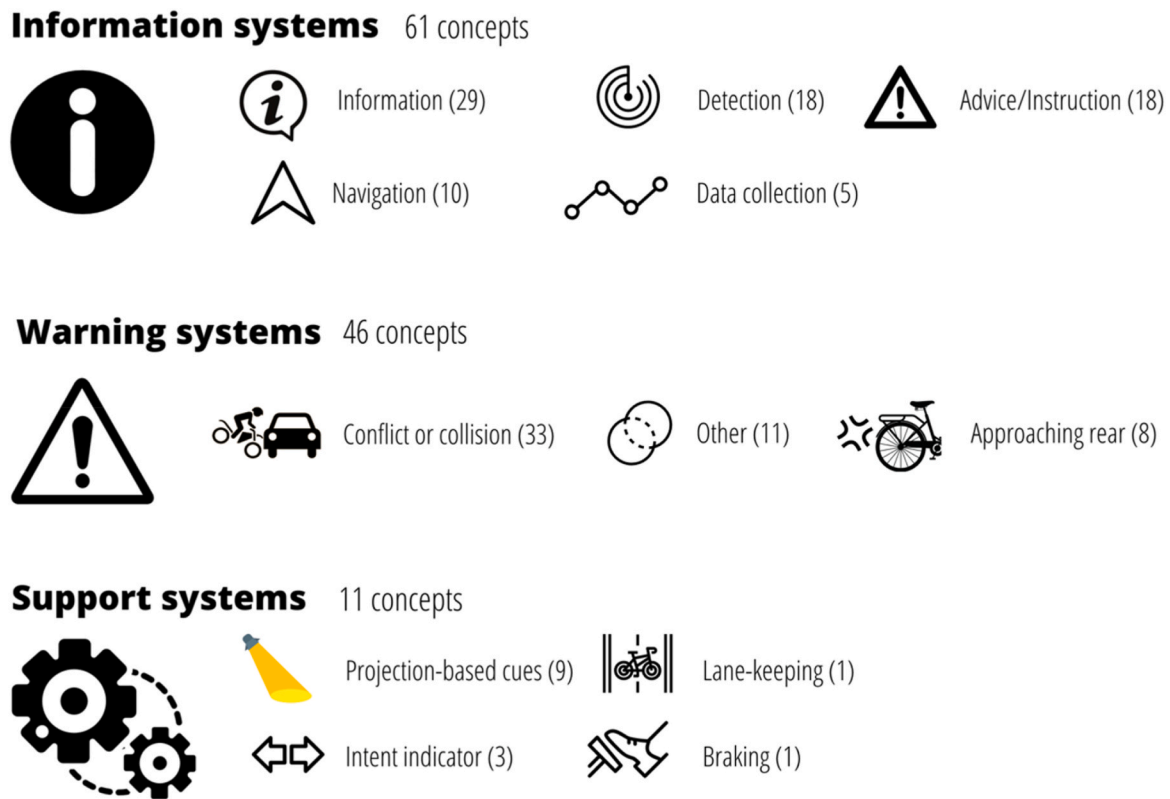 Information systems 61 concepts
Information (29) Detection (18) Advice/Instruction (18)
Navigation (10) Data collection (5)
Warning systems 46 concepts
Conflict or collision (33) Other (11) Approaching rear (8)
Support systems 11 concepts
Projection-based cues (9) Lane-keeping (1)
Intent indicator (3) Braking (1)